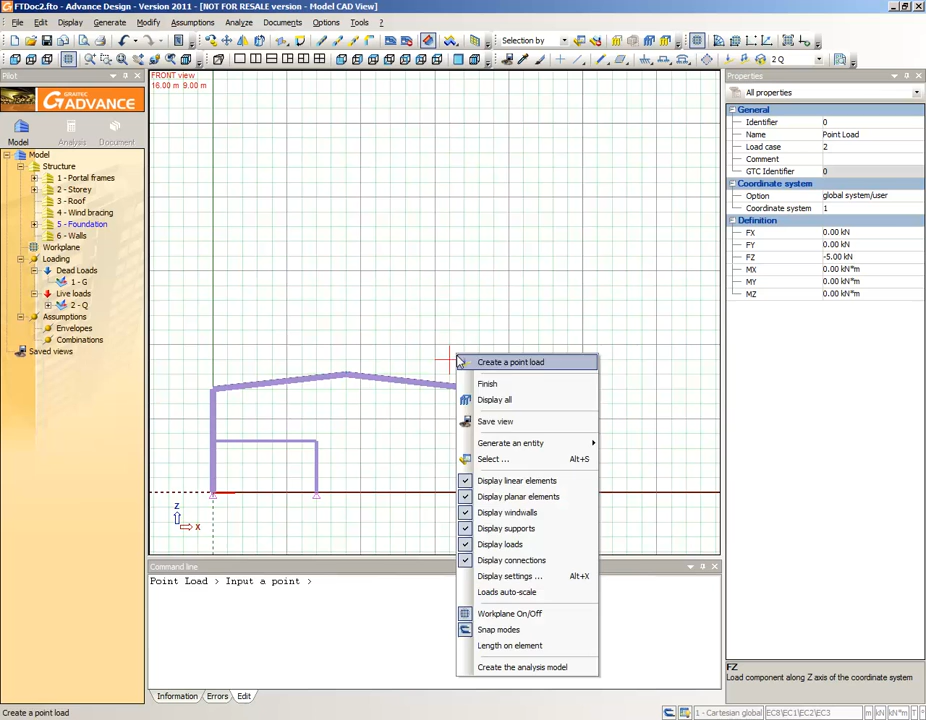 FTDoc2.fto - Advance Design - Version 2011 - [NOT FOR RESALE version - Model CAD View]
File Edit Display Generate Modify Assumptions Analyze Documents Options Tools ?
Selection by
2 Q
Pilot
GRAITEC
ADVANCE
Model Analysis Document
Model
Structure
1 - Portal frames
2 - Storey
3 - Roof
4 - Wind bracing
5 - Foundation
6 - Walls
Workplane
Loading
Dead Loads
1 - G
Live loads
2 - Q
Assumptions
Envelopes
Combinations
Saved views
FRONT view
16.00 m 9.00 m
Z
X
Create a point load
Finish
Display all
Save view
Generate an entity
Select ... Alt+S
Display linear elements
Display planar elements
Display windwalls
Display supports
Display loads
Display connections
Display settings ... Alt+X
Loads auto-scale
Workplane On/Off
Snap modes
Length on element
Create the analysis model
Command line
Point Load > Input a point >
Information Errors Edit
Properties
All properties
General
Identifier 0
Name Point Load
Load case 2
Comment
GTC Identifier 0
Coordinate system
Option global system/user
Coordinate system 1
Definition
FX 0.00 kN
FY 0.00 kN
FZ -5.00 kN
MX 0.00 kN*m
MY 0.00 kN*m
MZ 0.00 kN*m
FZ
Load component along Z axis of the coordinate system
Create a point load
1 - Cartesian global EC8/EC1/EC2/EC3 m kN kN*m T °